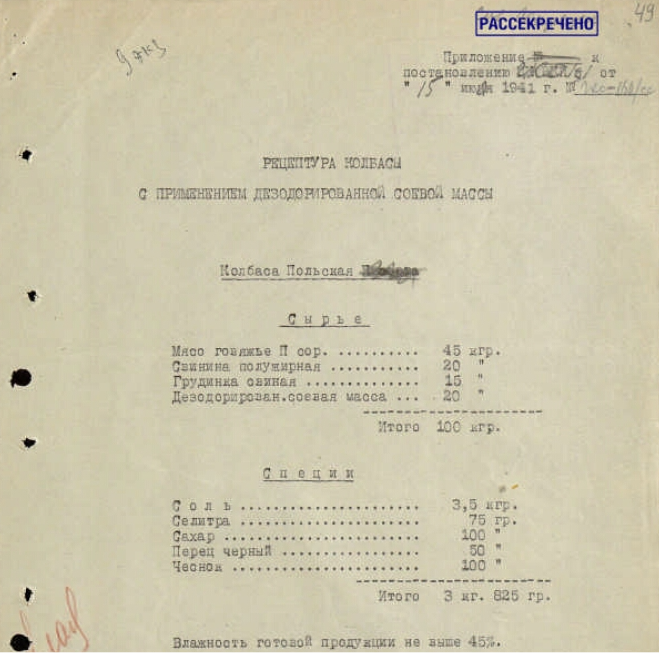 49
РАССЕКРЕЧЕНО
Приложение № к
постановлению от
" 15 " июля 1941 г. №
РЕЦЕПТУРА КОЛБАСЫ
С ПРИМЕНЕНИЕМ ДЕЗОДОРИРОВАННОЙ СОЕВОЙ МАССЫ
Колбаса Польская
Сырье
Мясо говяжье П сор. .......... 45 кгр.
Свинина полужирная ........... 20 "
Грудинка свиная .............. 15 "
Дезодорирован.соевая масса ... 20 "
Итого 100 кгр.
Специи
Соль ...................... 3,5 кгр.
Селитра ....................... 75 гр.
Сахар ......................... 100 "
Перец черный .................. 50 "
Чеснок ........................ 100 "
Итого 3 кг. 825 гр.
Влажность готовой продукции не выше 45%.